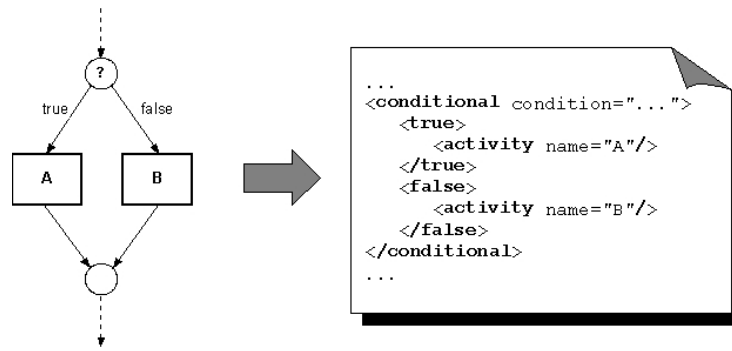 ?
true false
A B
...
<conditional condition="...">
<true>
<activity name="A"/>
</true>
<false>
<activity name="B"/>
</false>
</conditional>
...